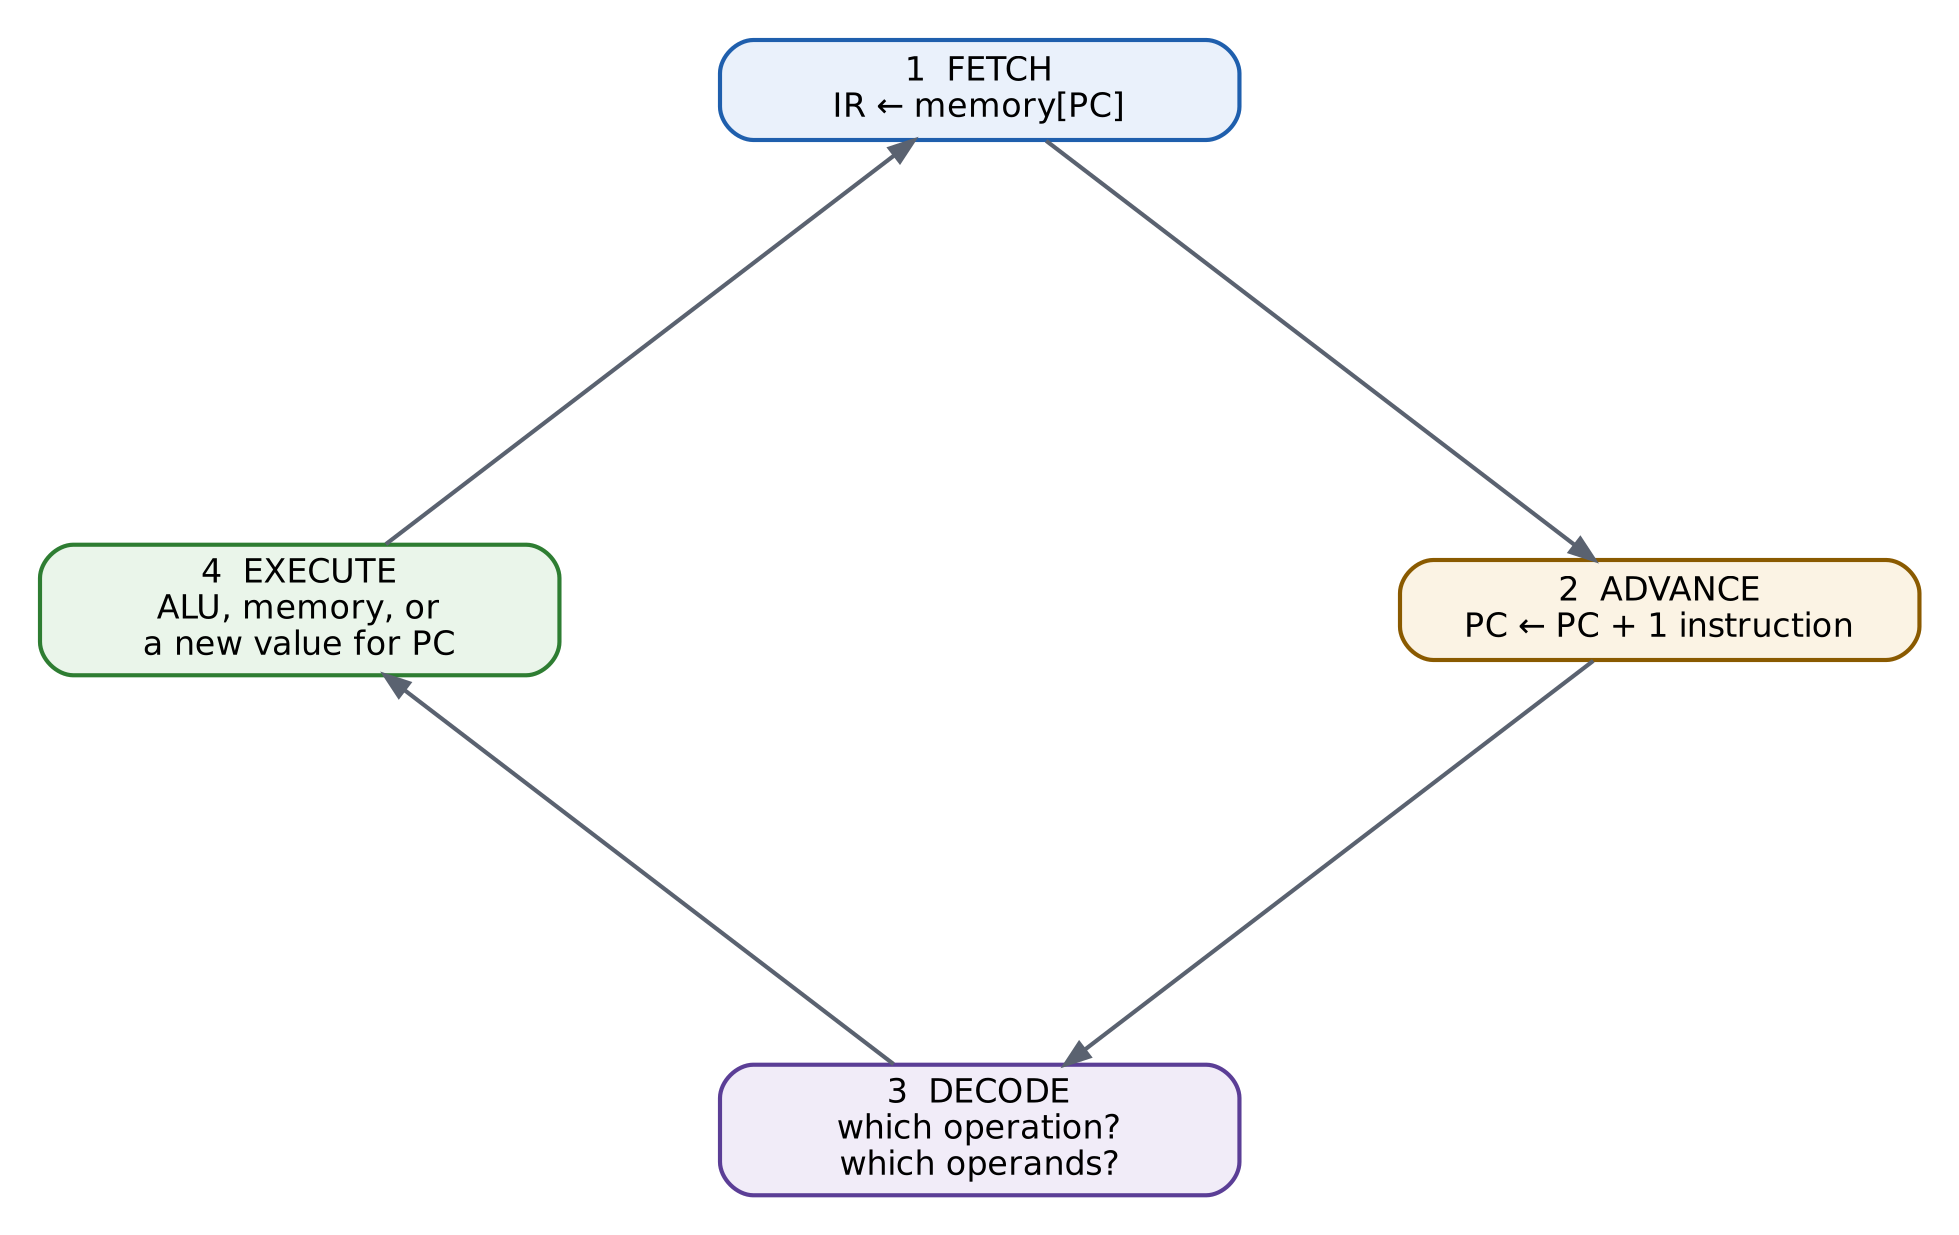 1 FETCH
IR ← memory[PC]
2 ADVANCE
PC ← PC + 1 instruction
3 DECODE
which operation?
which operands?
4 EXECUTE
ALU, memory, or
a new value for PC